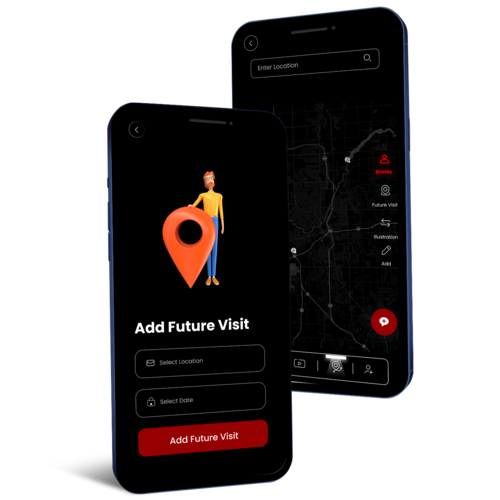 Add Future Visit
Select Location
Select Date
Add Future Visit
Enter Location
Stories
Future Visit
Illustration
Add